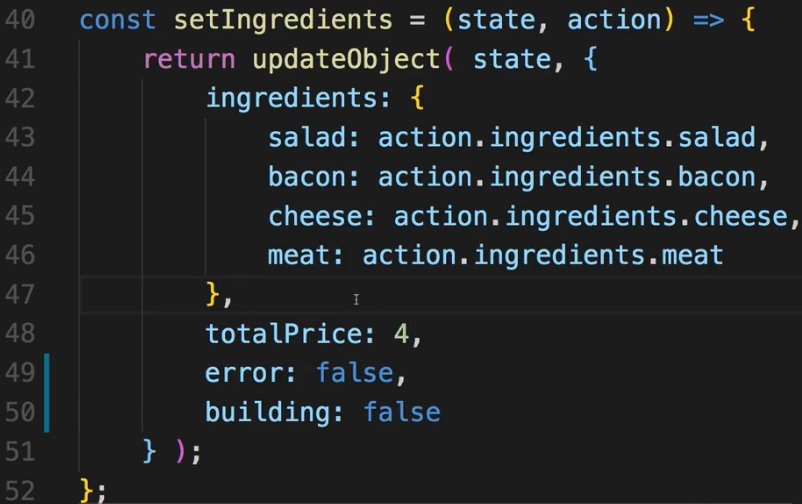 40 const setIngredients = (state, action) => {
41     return updateObject( state, {
42         ingredients: {
43             salad: action.ingredients.salad,
44             bacon: action.ingredients.bacon,
45             cheese: action.ingredients.cheese,
46             meat: action.ingredients.meat
47         },
48         totalPrice: 4,
49         error: false,
50         building: false
51     } );
52 };